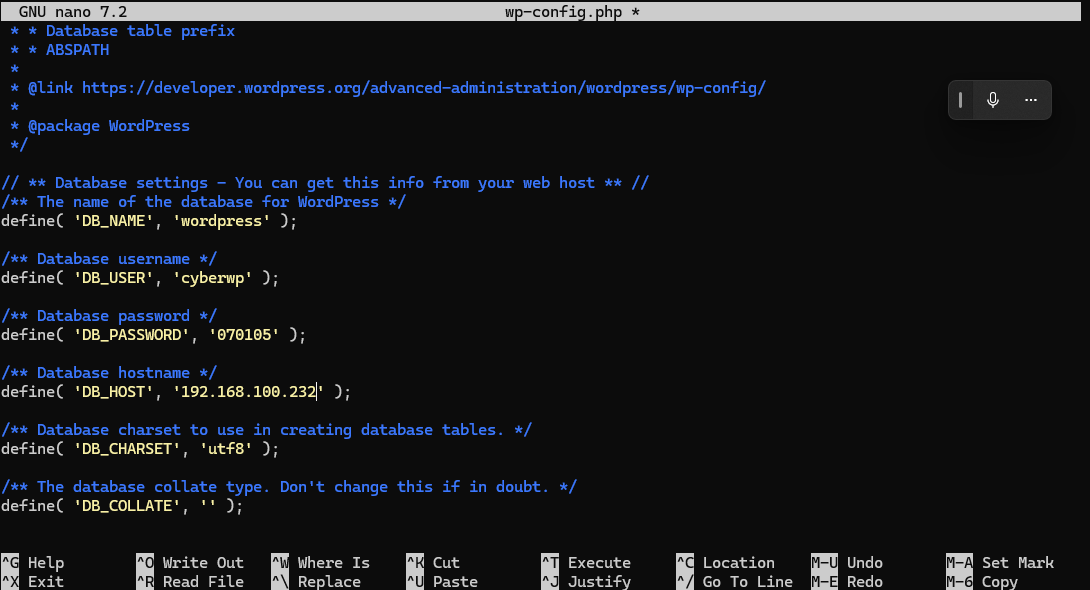 GNU nano 7.2 wp-config.php *
* * Database table prefix
* * ABSPATH
*
* @link https://developer.wordpress.org/advanced-administration/wordpress/wp-config/
*
* @package WordPress
*/
// ** Database settings - You can get this info from your web host ** //
/** The name of the database for WordPress */
define( 'DB_NAME', 'wordpress' );
/** Database username */
define( 'DB_USER', 'cyberwp' );
/** Database password */
define( 'DB_PASSWORD', '070105' );
/** Database hostname */
define( 'DB_HOST', '192.168.100.232' );
/** Database charset to use in creating database tables. */
define( 'DB_CHARSET', 'utf8' );
/** The database collate type. Don't change this if in doubt. */
define( 'DB_COLLATE', '' );
^G Help ^O Write Out ^W Where Is ^K Cut ^T Execute ^C Location M-U Undo M-A Set Mark
^X Exit ^R Read File ^\ Replace ^U Paste ^J Justify ^/ Go To Line M-E Redo M-6 Copy